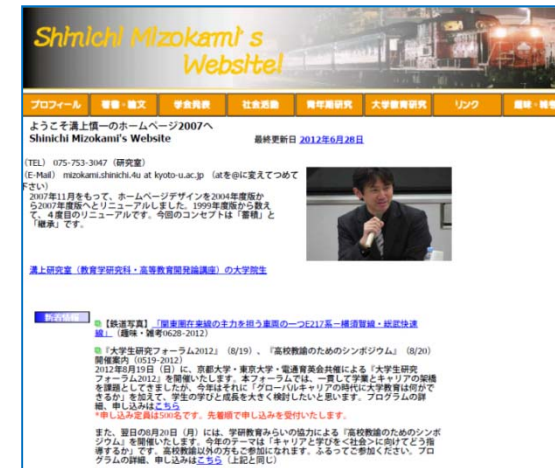 Shinichi Mizokami's
Website!
プロフィール 著書・論文 学会発表 社会活動 青年期研究 大学教育研究 リンク 趣味・雑考
ようこそ溝上慎一のホームページ2007へ
Shinichi Mizokami's Website
最終更新日 2012年6月28日
(TEL) 075-753-3047 (研究室)
(E-Mail) mizokami.shinichi.4u at kyoto-u.ac.jp (atを@に変えてつめて
下さい)
2007年11月をもって、ホームページデザインを2004年度版か
ら2007年度版へとリニューアルしました。1999年度版から数え
て、4度目のリニューアルです。今回のコンセプトは「蓄積」と
「継承」です。
溝上研究室(教育学研究科・高等教育開発論講座)の大学院生
新着情報
【鉄道写真】「関東圏在来線の主力を担う車両の一つE217系ー横須賀線・総武快速
線」(趣味・雑考0628-2012)
『大学生研究フォーラム2012』(8/19)、『高校教諭のためのシンポジウム』(8/20)
開催案内(0519-2012)
2012年8月19日(日)に、京都大学・東京大学・電通育英会共催による『大学生研究
フォーラム2012』を開催いたします。本フォーラムでは、一貫して学業とキャリアの架橋
を課題としてきましたが、今年はそれに「グローバルキャリアの時代に大学教育は何がで
きるか」を加えて、学生の学びと成長を大きく検討したいと思います。プログラムの詳
細、申し込みはこちら
*申し込み定員は500名です。先着順で申し込みを受付いたします。
また、翌日の8月20日(月)には、学研教育みらいの協力による『高校教諭のためのシンポ
ジウム』を開催いたします。今年のテーマは「キャリアと学びを<社会>に向けてどう指
導するか」です。高校教諭以外の方もご参加になれます。ふるってご参加ください。プロ
グラムの詳細、申し込みはこちら(上記と同じ)